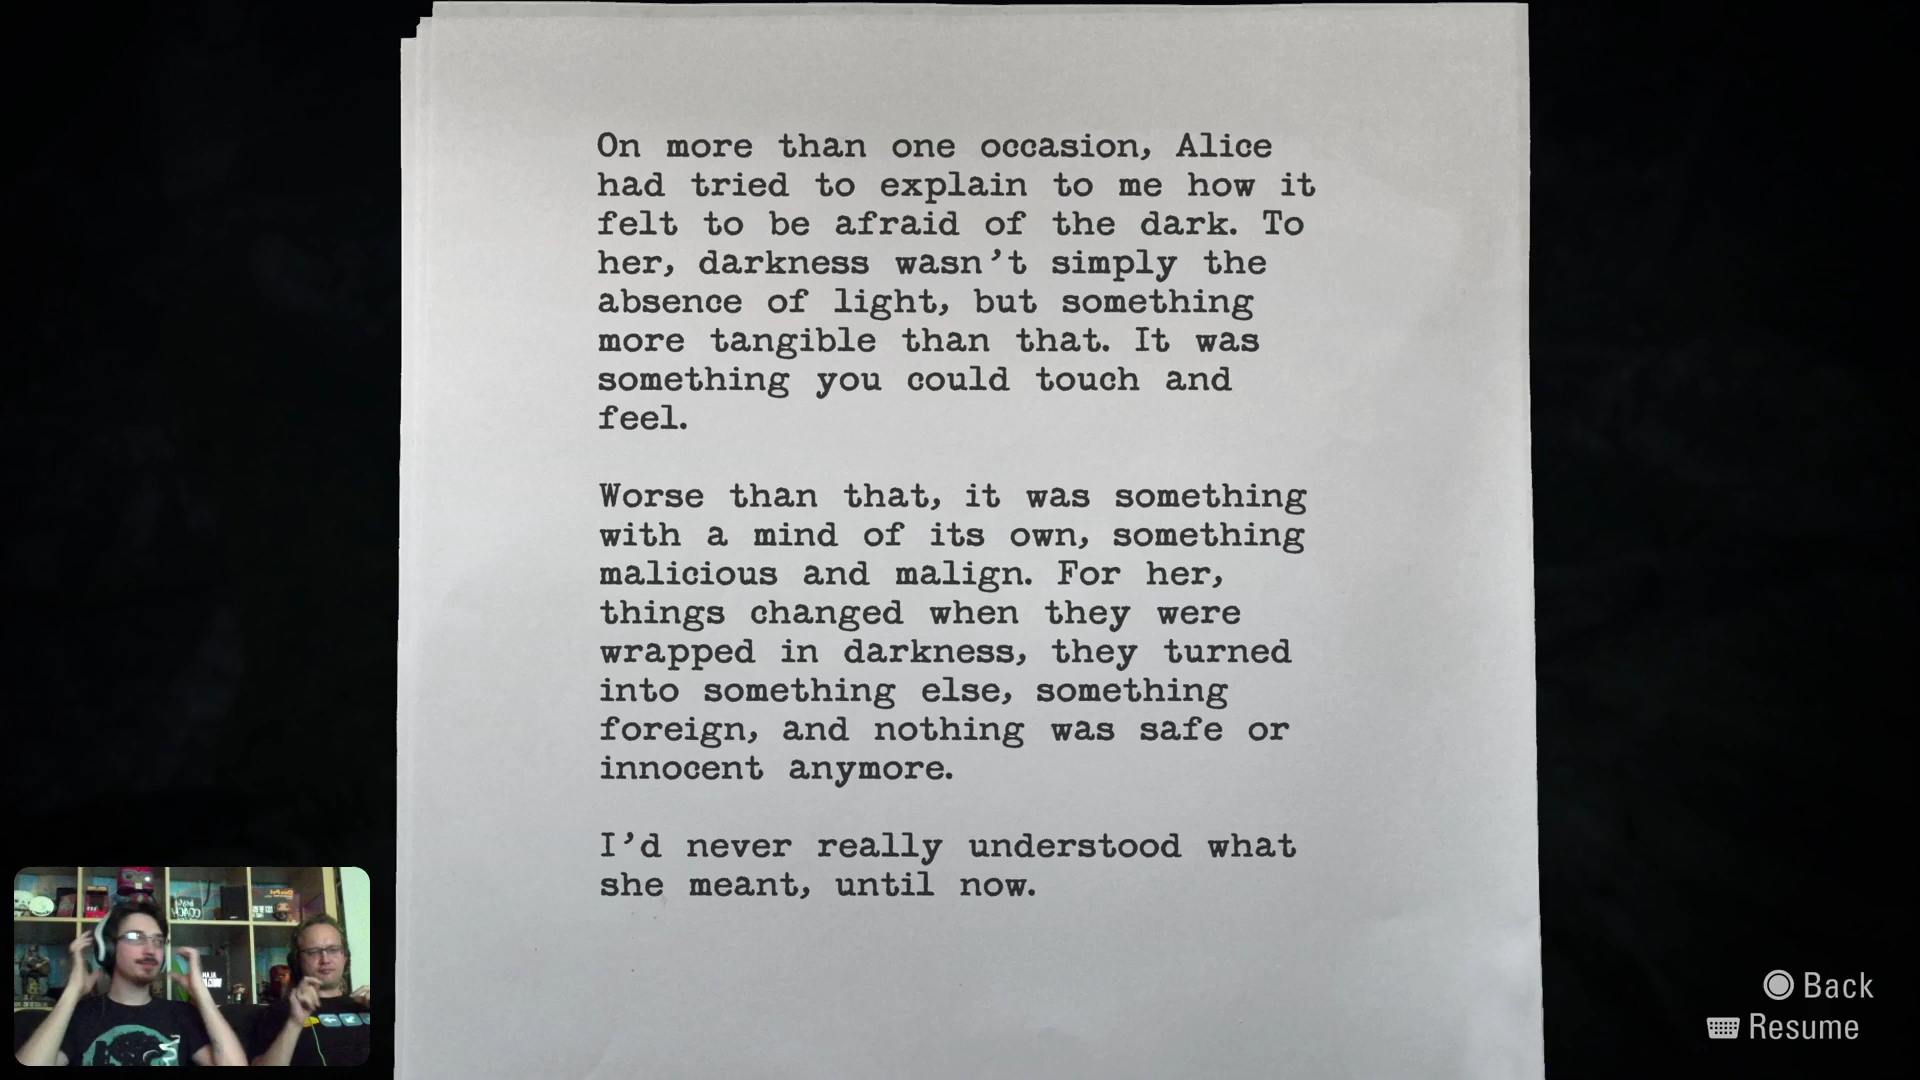 On more than one occasion, Alice
had tried to explain to me how it
felt to be afraid of the dark. To
her, darkness wasn’t simply the
absence of light, but something
more tangible than that. It was
something you could touch and
feel.
Worse than that, it was something
with a mind of its own, something
malicious and malign. For her,
things changed when they were
wrapped in darkness, they turned
into something else, something
foreign, and nothing was safe or
innocent anymore.
I’d never really understood what
she meant, until now.
Back
Resume